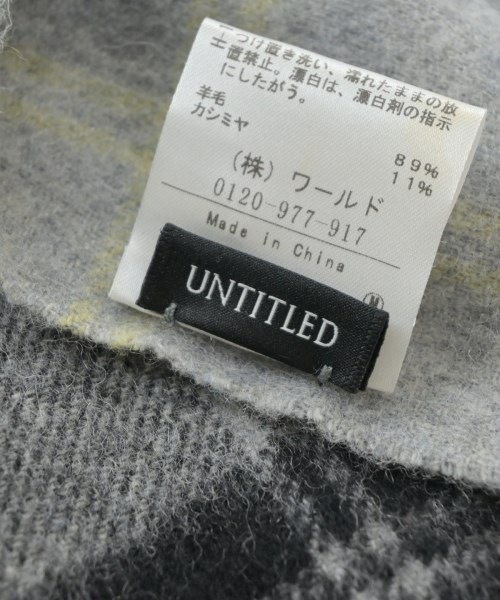 つけ置き洗い、濡れたままの放
置禁止。漂白は、漂白剤の指示
にしたがう。
羊毛 89%
カシミヤ 11%
(株) ワールド
0120-977-917
Made in China
M
UNTITLED